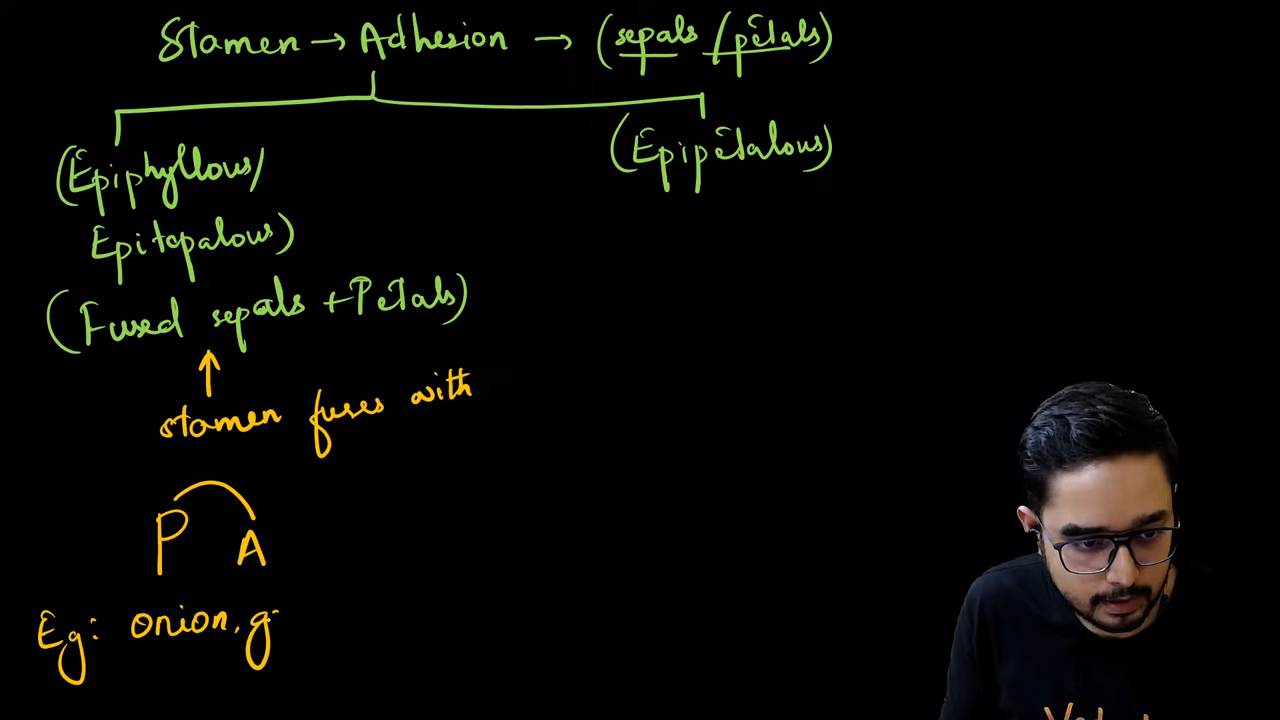 Stamen → Adhesion → (sepals / petals)
(Epiphyllous/
Epitepalous)
(Epipetalous)
(Fused sepals + Petals)
↑
stamen fuses with
P A
Eg: onion, g